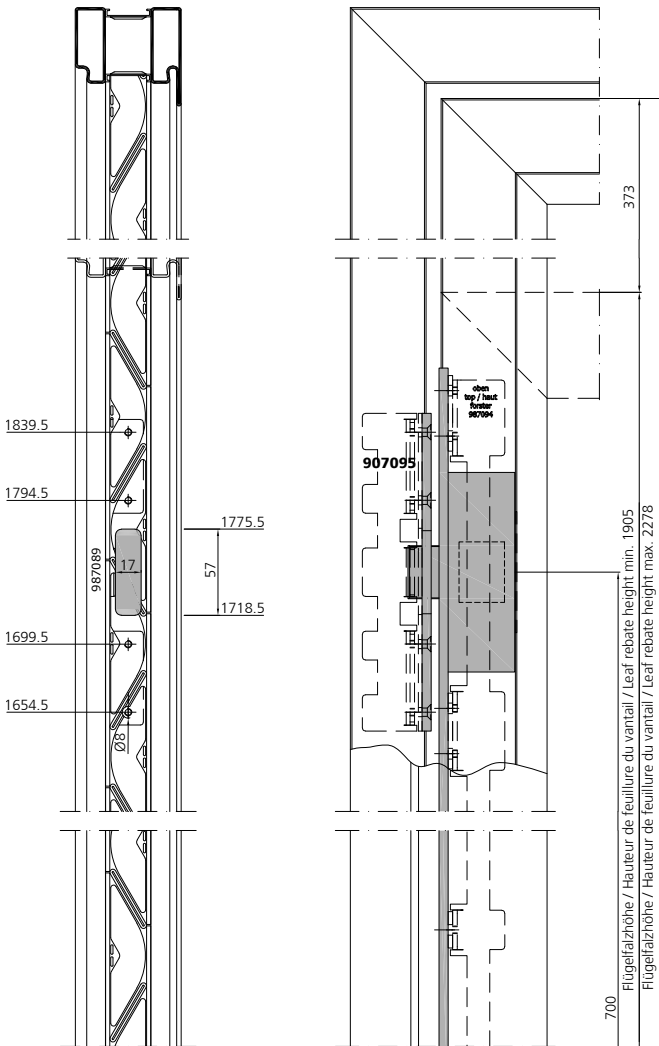 373
oben
top / haut
forster
987094
1839.5
907095
1794.5
1775.5
987089
17
57
1718.5
1699.5
1654.5
Ø8
Flügelfalzhöhe / Hauteur de feuillure du vantail / Leaf rebate height min. 1905
Flügelfalzhöhe / Hauteur de feuillure du vantail / Leaf rebate height max. 2278
700